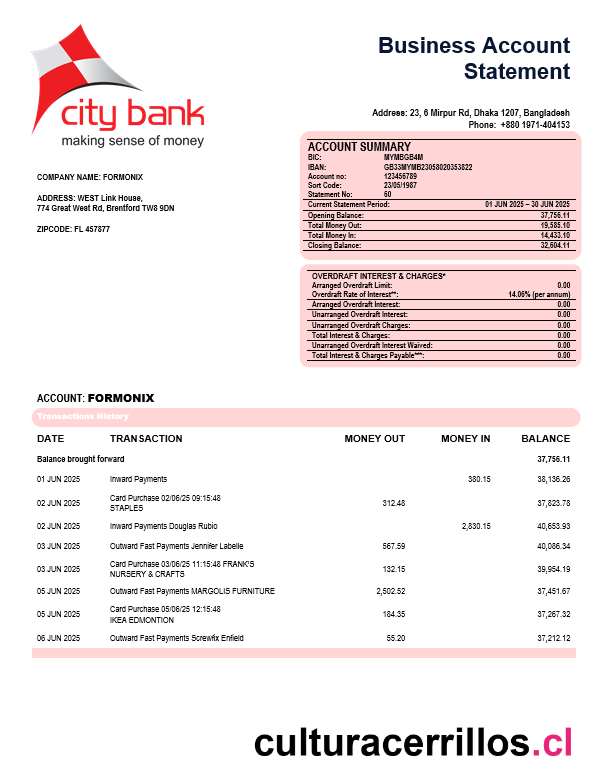 Business Account
Statement
city bank
making sense of money
Address: 23, 6 Mirpur Rd, Dhaka 1207, Bangladesh
Phone: +880 1971-404153
COMPANY NAME: FORMONIX
ADDRESS: WEST Link House,
774 Great West Rd, Brentford TW8 9DN
ZIPCODE: FL 457877
ACCOUNT SUMMARY
BIC: MYMBGB4M
IBAN: GB33MYMB23058020353822
Account no: 123456789
Sort Code: 23/05/1987
Statement No: 60
Current Statement Period: 01 JUN 2025 – 30 JUN 2025
Opening Balance: 37,756.11
Total Money Out: 19,585.10
Total Money In: 14,433.10
Closing Balance: 32,604.11
OVERDRAFT INTEREST & CHARGES*
Arranged Overdraft Limit: 0.00
Overdraft Rate of Interest**: 14.06% (per annum)
Arranged Overdraft Interest: 0.00
Unarranged Overdraft Interest: 0.00
Unarranged Overdraft Charges: 0.00
Total Interest & Charges: 0.00
Unarranged Overdraft Interest Waived: 0.00
Total Interest & Charges Payable***: 0.00
ACCOUNT: FORMONIX
Transactions History
DATE TRANSACTION MONEY OUT MONEY IN BALANCE
Balance brought forward 37,756.11
01 JUN 2025 Inward Payments 380.15 38,136.26
02 JUN 2025 Card Purchase 02/06/25 09:15:48 312.48 37,823.78
STAPLES
02 JUN 2025 Inward Payments Douglas Rubio 2,830.15 40,653.93
03 JUN 2025 Outward Fast Payments Jennifer Labelle 567.59 40,086.34
03 JUN 2025 Card Purchase 03/06/25 11:15:48 FRANK'S 132.15 39,954.19
NURSERY & CRAFTS
05 JUN 2025 Outward Fast Payments MARGOLIS FURNITURE 2,502.52 37,451.67
05 JUN 2025 Card Purchase 05/06/25 12:15:48 184.35 37,267.32
IKEA EDMONTION
06 JUN 2025 Outward Fast Payments Screwfix Enfield 55.20 37,212.12
culturacerrillos.cl